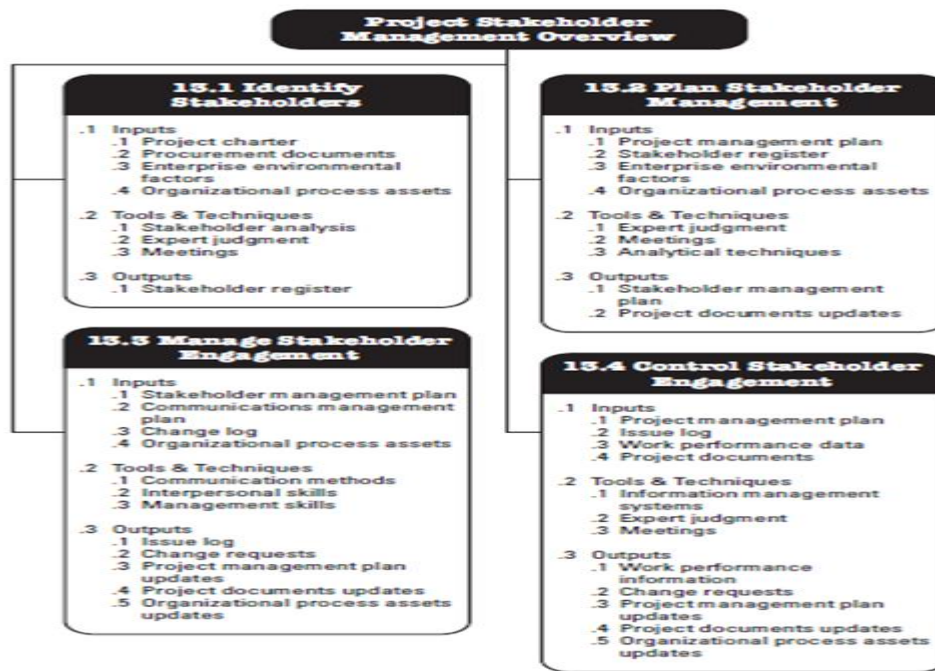 Project Stakeholder
Management Overview
13.1 Identify
Stakeholders
.1 Inputs
.1 Project charter
.2 Procurement documents
.3 Enterprise environmental
factors
.4 Organizational process assets
.2 Tools & Techniques
.1 Stakeholder analysis
.2 Expert judgment
.3 Meetings
.3 Outputs
.1 Stakeholder register
13.2 Plan Stakeholder
Management
.1 Inputs
.1 Project management plan
.2 Stakeholder register
.3 Enterprise environmental
factors
.4 Organizational process assets
.2 Tools & Techniques
.1 Expert judgment
.2 Meetings
.3 Analytical techniques
.3 Outputs
.1 Stakeholder management
plan
.2 Project documents updates
13.3 Manage Stakeholder
Engagement
.1 Inputs
.1 Stakeholder management plan
.2 Communications management
plan
.3 Change log
.4 Organizational process assets
.2 Tools & Techniques
.1 Communication methods
.2 Interpersonal skills
.3 Management skills
.3 Outputs
.1 Issue log
.2 Change requests
.3 Project management plan
updates
.4 Project documents updates
.5 Organizational process assets
updates
13.4 Control Stakeholder
Engagement
.1 Inputs
.1 Project management plan
.2 Issue log
.3 Work performance data
.4 Project documents
.2 Tools & Techniques
.1 Information management
systems
.2 Expert judgment
.3 Meetings
.3 Outputs
.1 Work performance
information
.2 Change requests
.3 Project management plan
updates
.4 Project documents updates
.5 Organizational process assets
updates